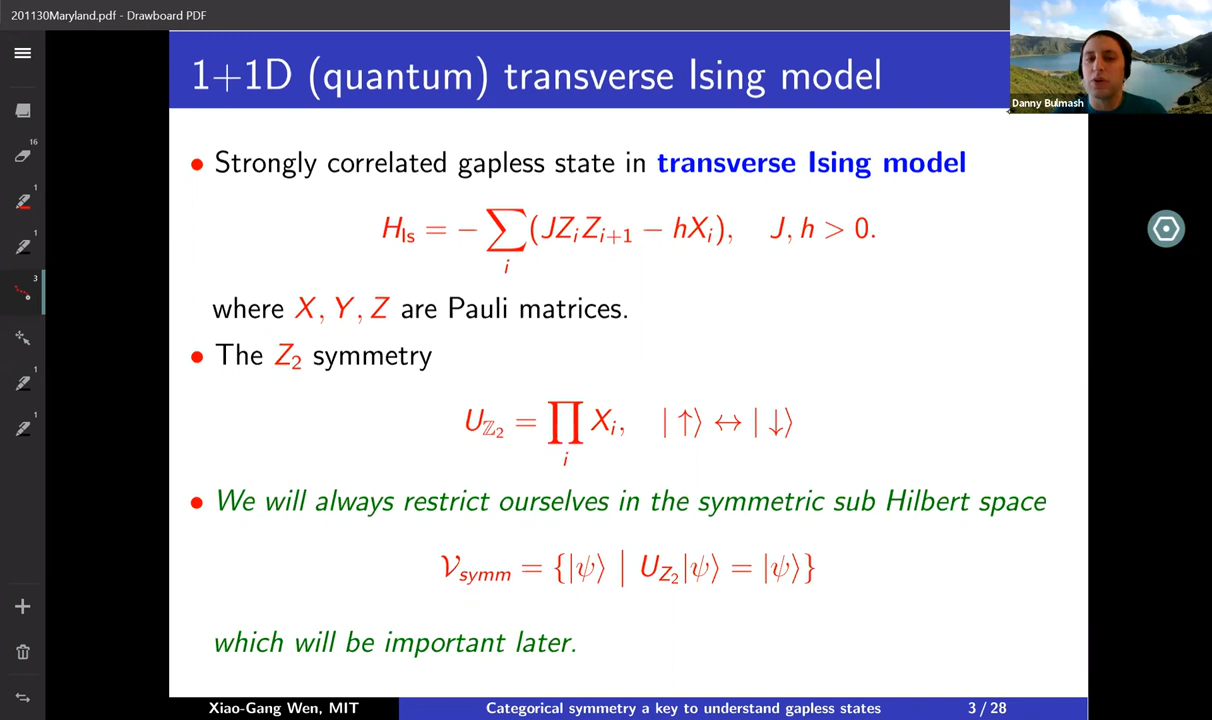 201130Maryland.pdf - Drawboard PDF
1+1D (quantum) transverse Ising model
Danny Bulmash
• Strongly correlated gapless state in transverse Ising model
H_Is = − ∑_i (JZ_iZ_{i+1} − hX_i), J, h > 0.
where X, Y, Z are Pauli matrices.
• The Z_2 symmetry
U_{ℤ_2} = ∏_i X_i, |↑⟩ ↔ |↓⟩
• We will always restrict ourselves in the symmetric sub Hilbert space
𝒱_symm = {|ψ⟩ | U_{Z_2}|ψ⟩ = |ψ⟩}
which will be important later.
Xiao-Gang Wen, MIT
Categorical symmetry a key to understand gapless states
3 / 28
16
1
1
3
1
1